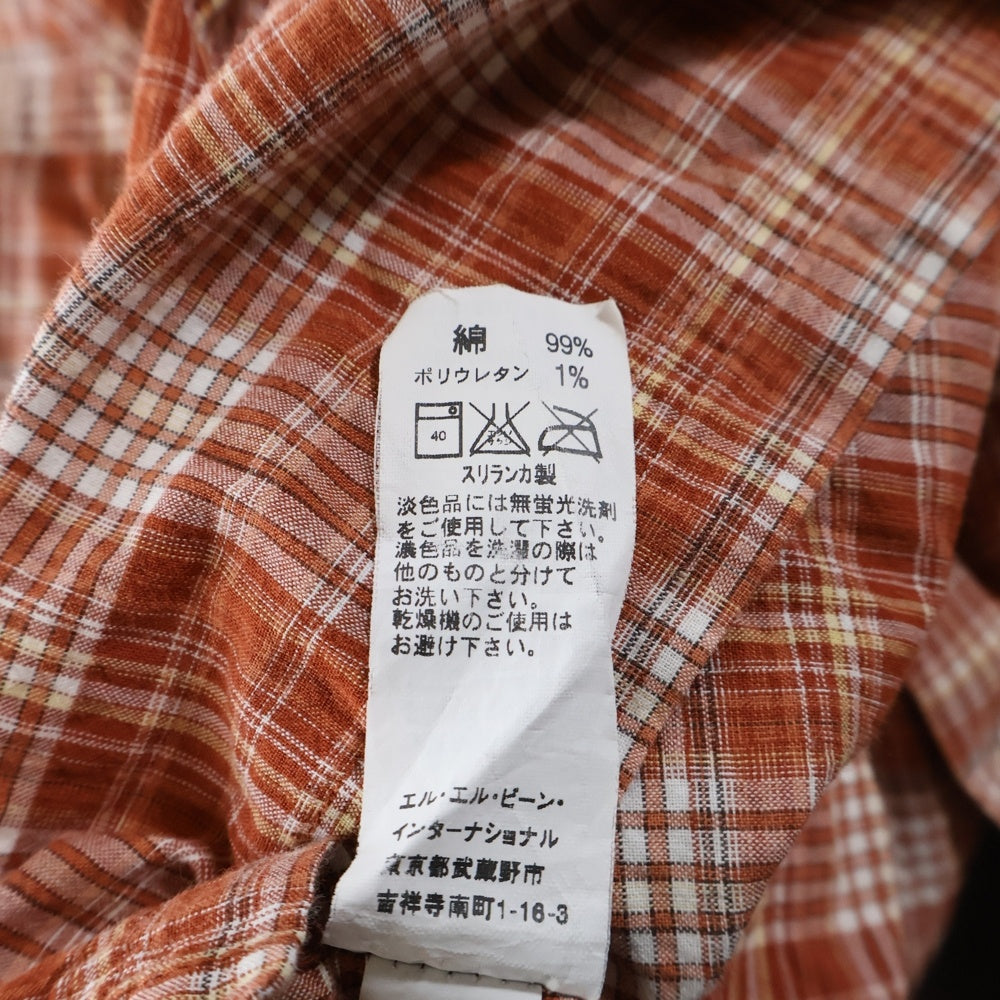 綿 99%
ポリウレタン 1%
40
スリランカ製
淡色品には無蛍光洗剤
をご使用して下さい。
濃色品を洗濯の際は
他のものと分けて
お洗い下さい。
乾燥機のご使用は
お避け下さい。
エル・エル・ビーン・
インターナショナル
東京都武蔵野市
吉祥寺南町1-16-3